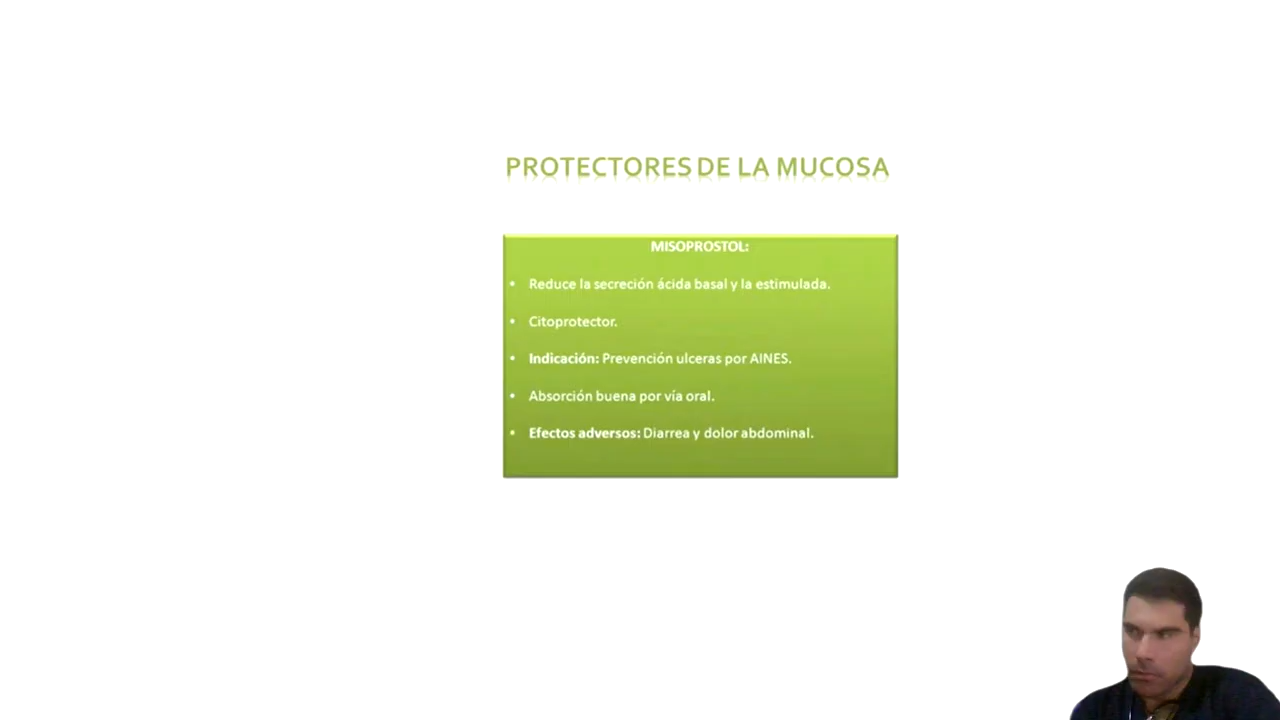 PROTECTORES DE LA MUCOSA
MISOPROSTOL:
• Reduce la secreción ácida basal y la estimulada.
• Citoprotector.
• Indicación: Prevención ulceras por AINES.
• Absorción buena por vía oral.
• Efectos adversos: Diarrea y dolor abdominal.